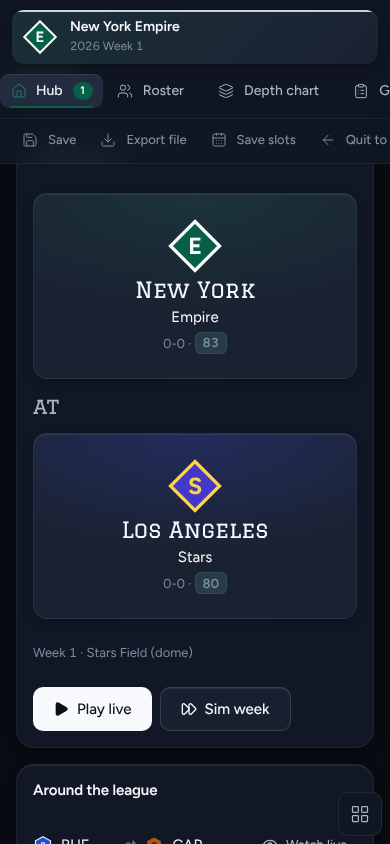 E
New York Empire
2026 Week 1
Hub 1 Roster Depth chart G
Save Export file Save slots Quit to
E
New York
Empire
0-0 · 83
AT
S
Los Angeles
Stars
0-0 · 80
Week 1 · Stars Field (dome)
Play live Sim week
Around the league